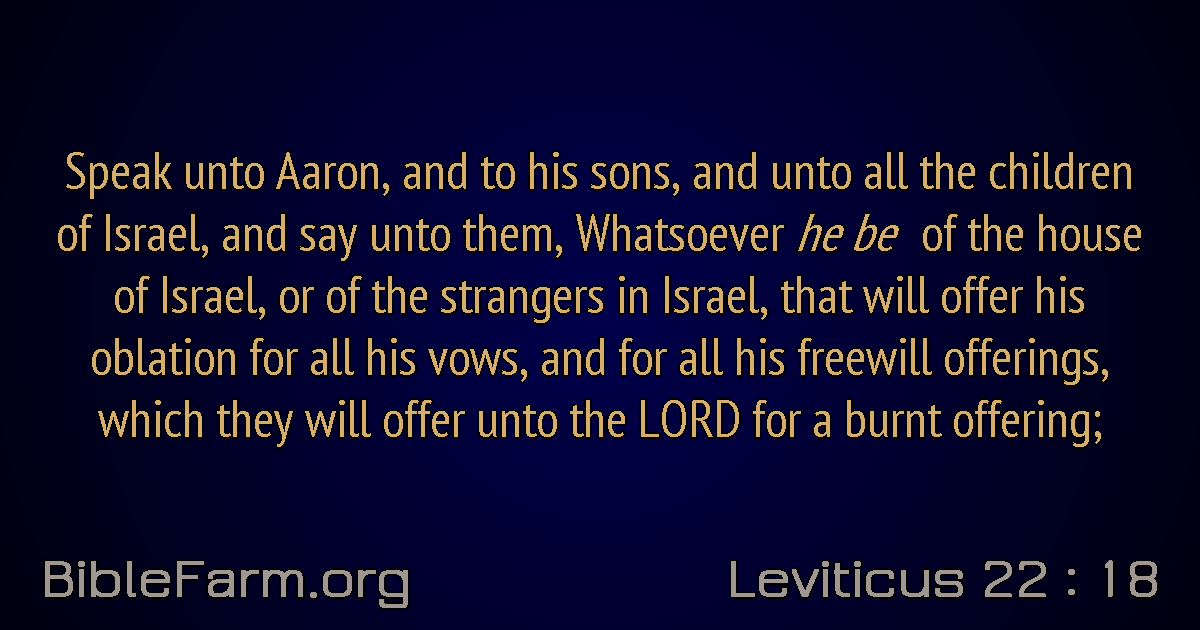 Speak unto Aaron, and to his sons, and unto all the children
of Israel, and say unto them, Whatsoever he be of the house
of Israel, or of the strangers in Israel, that will offer his
oblation for all his vows, and for all his freewill offerings,
which they will offer unto the LORD for a burnt offering;
BibleFarm.org
Leviticus 22 : 18